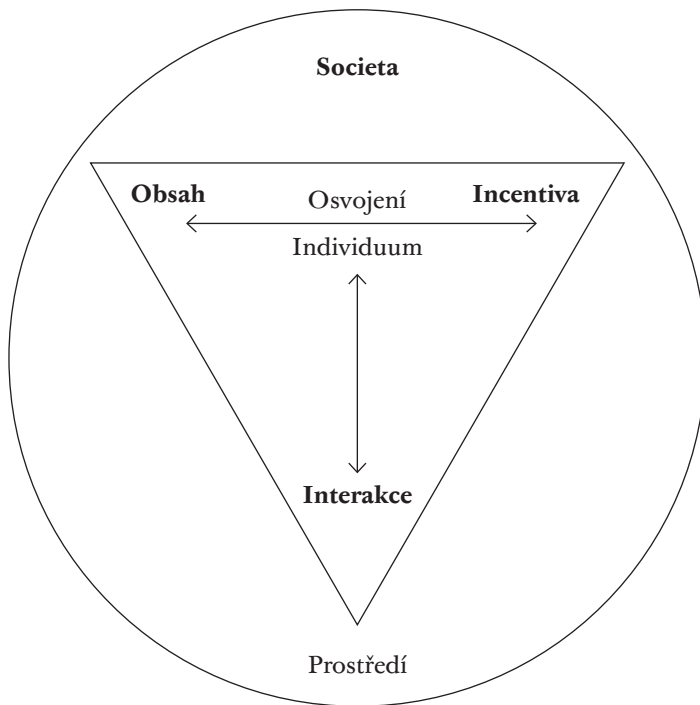 Societa
Obsah
Osvojení
Incentiva
Individuum
Interakce
Prostředí